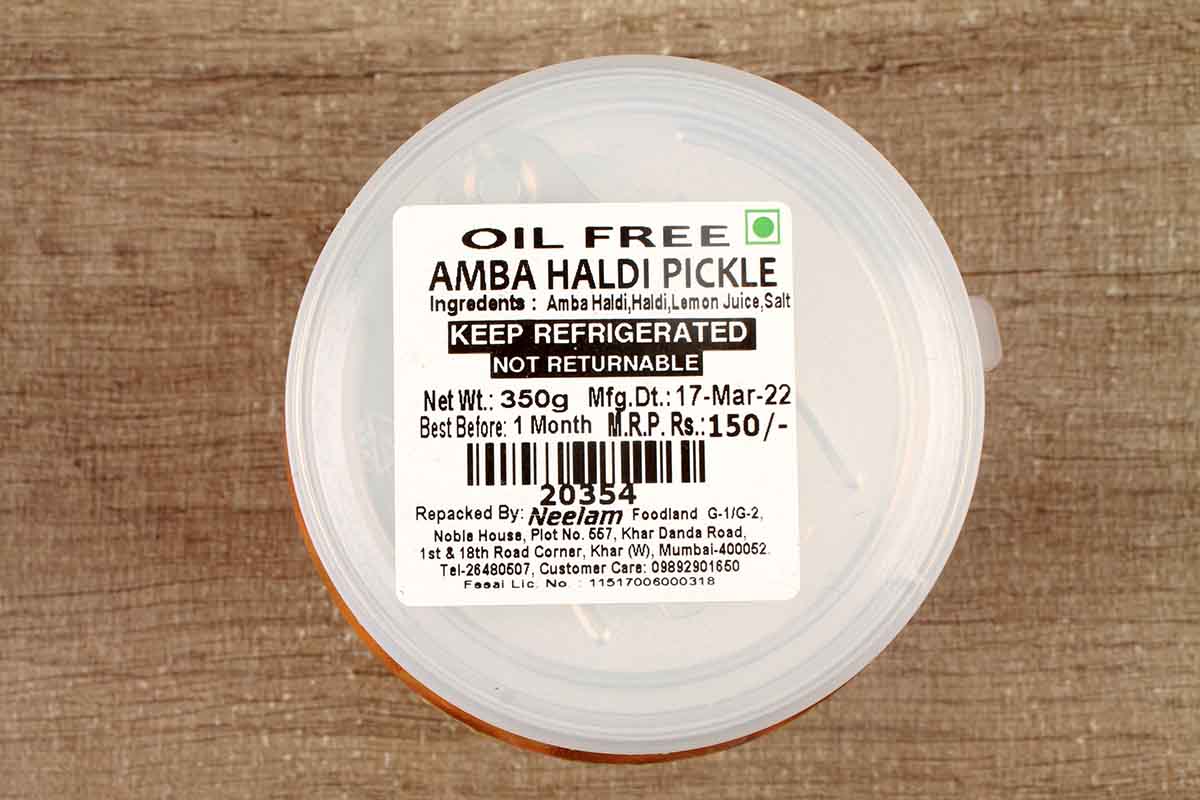 OIL FREE
AMBA HALDI PICKLE
Ingredents : Amba Haldi,Haldi,Lemon Juice,Salt
KEEP REFRIGERATED
NOT RETURNABLE
Net Wt.: 350g Mfg.Dt.: 17-Mar-22
Best Before: 1 Month M.R.P. Rs.: 150/-
20354
Repacked By: Neelam Foodland G-1/G-2,
Noble House, Plot No. 557, Khar Danda Road,
1st & 18th Road Corner, Khar (W), Mumbai-400052.
Tel-26480507, Customer Care: 09892901650
Fssai Lic. No. : 11517006000318